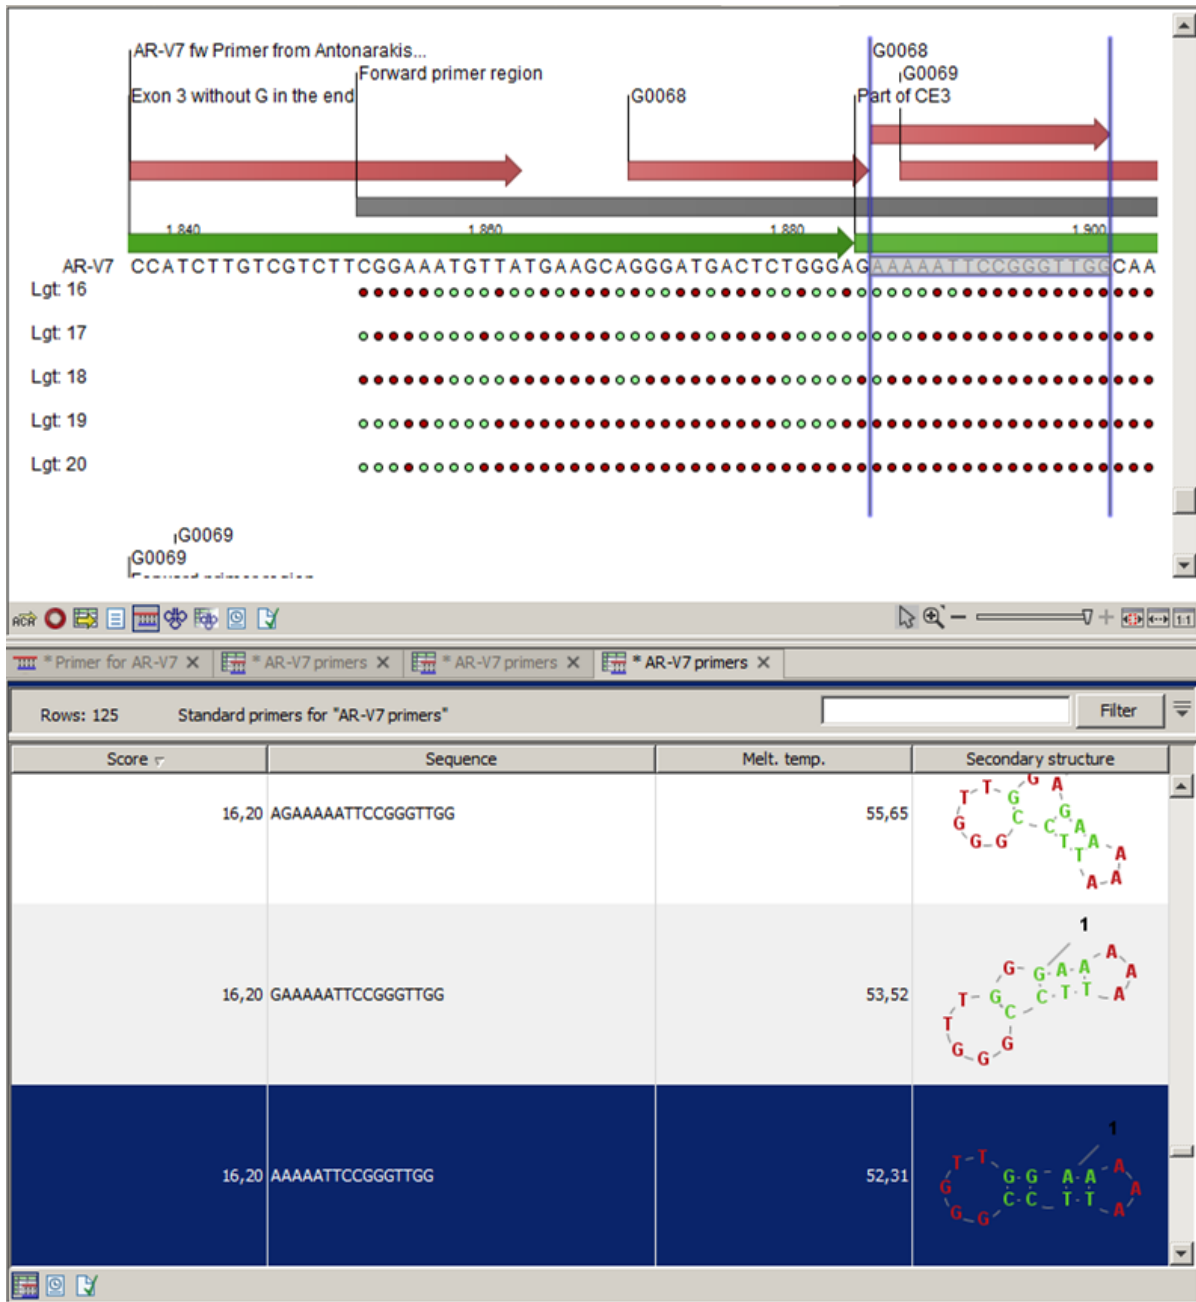 AR-V7 fw Primer from Antonarakis...
G0068
Forward primer region
G0069
Exon 3 without G in the end
G0068
Part of CE3
1.840 1.860 1.880 1.900
AR-V7 CCATCTTGTCGTCTTCGGAAATGTTATGAAGCAGGGATGACTCTGGGAGAAAAATTCCGGGTTGGCAA
Lgt: 16
Lgt: 17
Lgt: 18
Lgt: 19
Lgt: 20
G0069
G0069
Forward primer region
* Primer for AR-V7
* AR-V7 primers
* AR-V7 primers
* AR-V7 primers
Rows: 125 Standard primers for "AR-V7 primers" Filter
Score Sequence Melt. temp. Secondary structure
16,20 AGAAAAATTCCGGGTTGG 55,65
16,20 GAAAAATTCCGGGTTGG 53,52
1
16,20 AAAAATTCCGGGTTGG 52,31
1